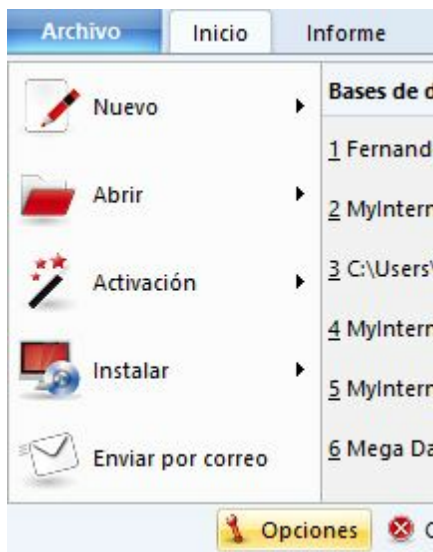 Archivo Inicio Informe
Nuevo
Abrir
Activación
Instalar
Enviar por correo
Bases de
1 Fernand
2 MyIntern
3 C:\Users\
4 MyIntern
5 MyIntern
6 Mega Da
Opciones